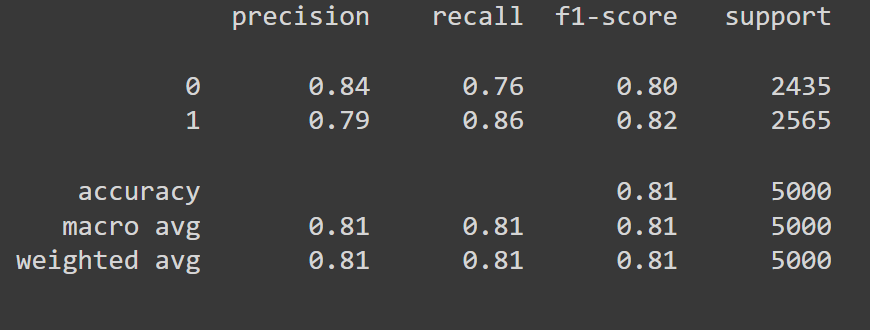 precision recall f1-score support
0 0.84 0.76 0.80 2435
1 0.79 0.86 0.82 2565
accuracy 0.81 5000
macro avg 0.81 0.81 0.81 5000
weighted avg 0.81 0.81 0.81 5000